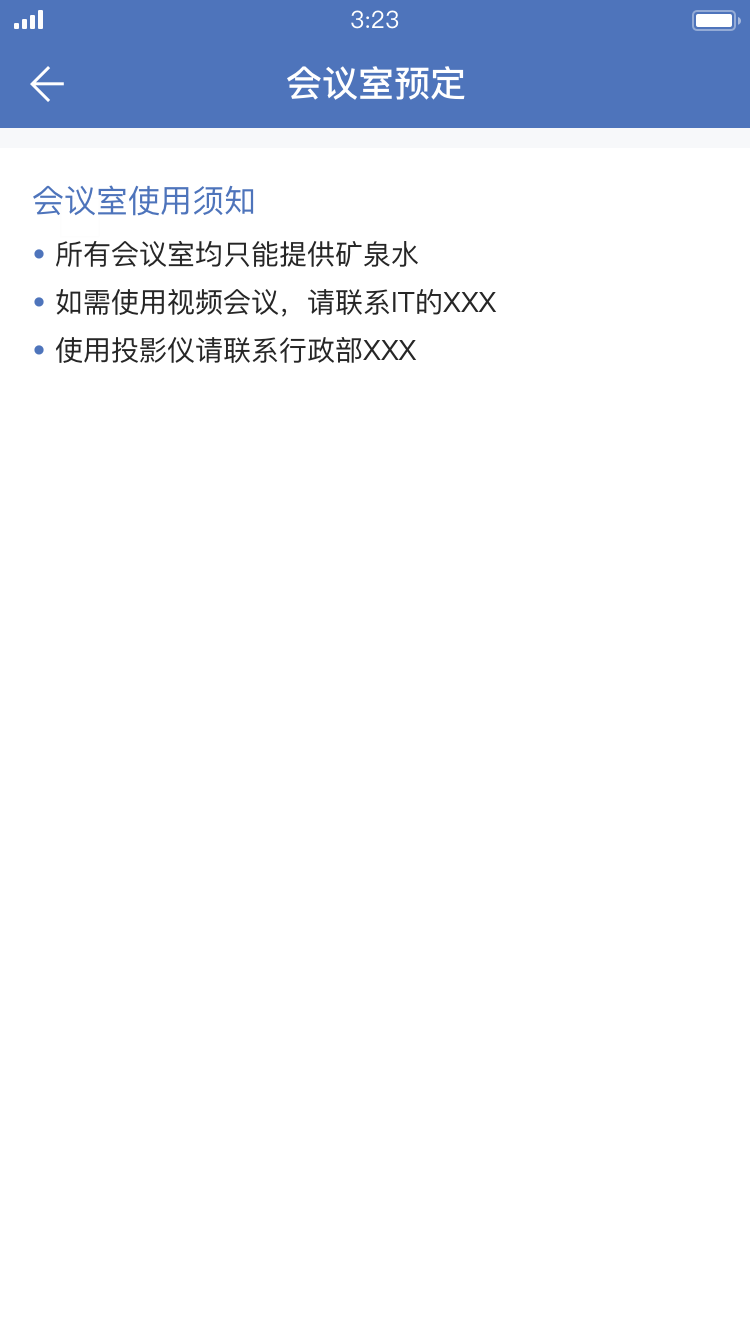 3:23
会议室预定
会议室使用须知
• 所有会议室均只能提供矿泉水
• 如需使用视频会议，请联系IT的XXX
• 使用投影仪请联系行政部XXX